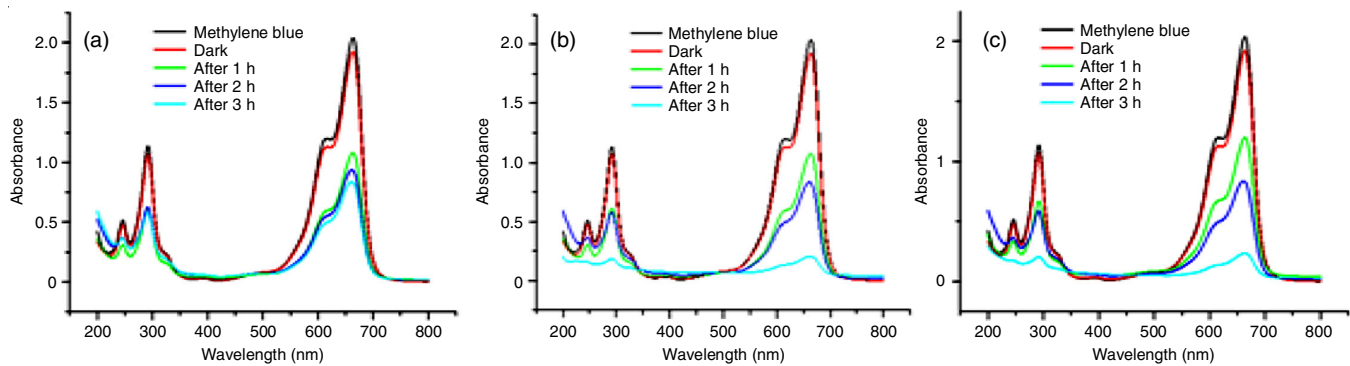 (a)
Methylene blue
Dark
After 1 h
After 2 h
After 3 h
2.0
1.5
1.0
0.5
0
Absorbance
200 300 400 500 600 700 800
Wavelength (nm)
(b)
Methylene blue
Dark
After 1 h
After 2 h
After 3 h
2.0
1.5
1.0
0.5
0
Absorbance
200 300 400 500 600 700 800
Wavelength (nm)
(c)
Methylene blue
Dark
After 1 h
After 2 h
After 3 h
2
1
0
Absorbance
200 300 400 500 600 700 800
Wavelength (nm)